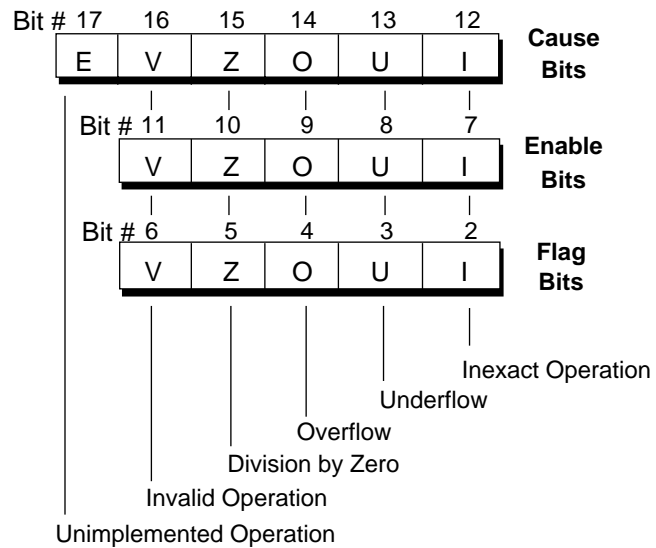 Bit # 17 16 15 14 13 12
E V Z O U I
Cause
Bits
Bit # 11 10 9 8 7
V Z O U I
Enable
Bits
Bit # 6 5 4 3 2
V Z O U I
Flag
Bits
Inexact Operation
Underflow
Overflow
Division by Zero
Invalid Operation
Unimplemented Operation